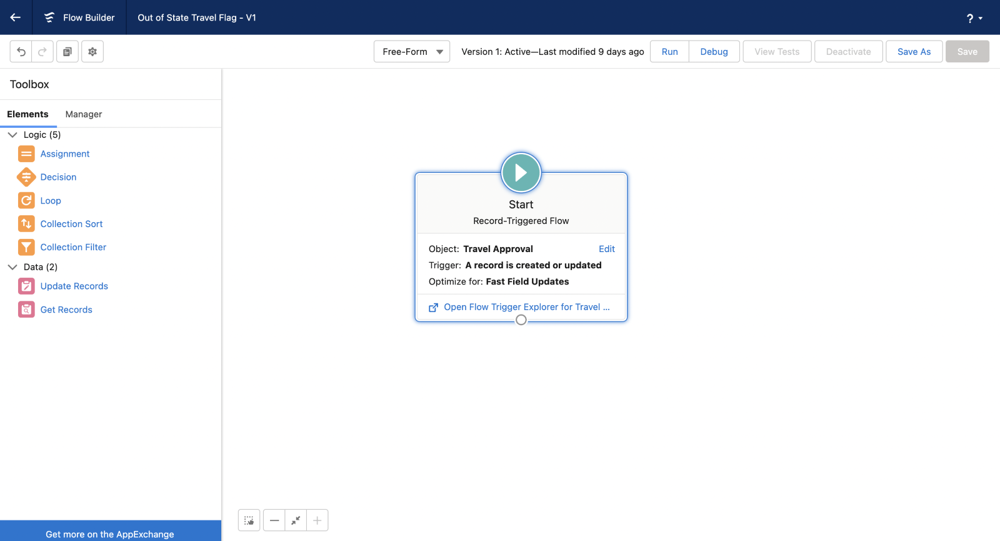 Flow Builder
Out of State Travel Flag - V1
?
Free-Form
Version 1: Active—Last modified 9 days ago
Run
Debug
View Tests
Deactivate
Save As
Save
Toolbox
Elements
Manager
Logic (5)
Assignment
Decision
Loop
Collection Sort
Collection Filter
Data (2)
Update Records
Get Records
Get more on the AppExchange
Start
Record-Triggered Flow
Object: Travel Approval
Edit
Trigger: A record is created or updated
Optimize for: Fast Field Updates
Open Flow Trigger Explorer for Travel ...